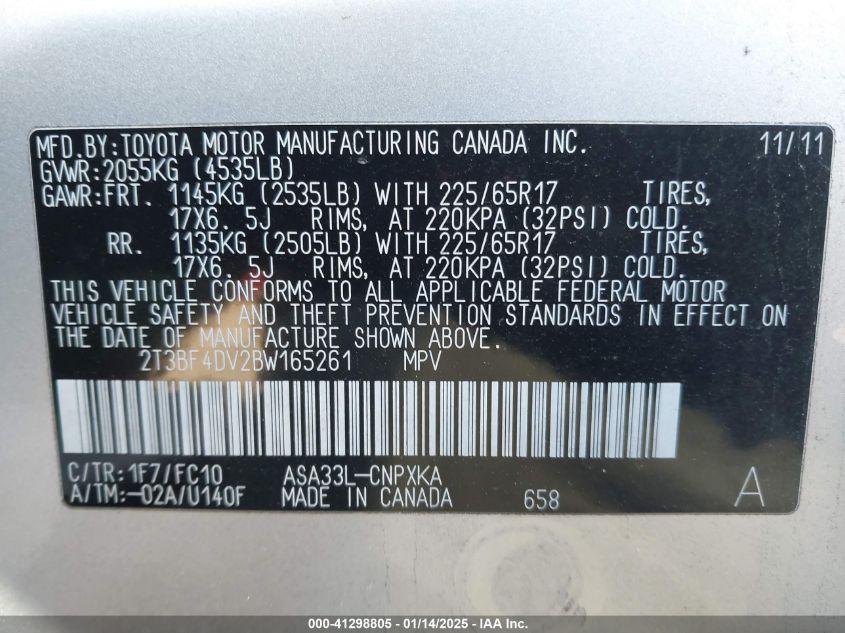 MFD.BY:TOYOTA MOTOR MANUFACTURING CANADA INC. 11/11
GVWR:2055KG (4535LB)
GAWR:FRT. 1145KG (2535LB) WITH 225/65R17 TIRES,
17X6. 5J RIMS, AT 220KPA (32PSI) COLD.
RR. 1135KG (2505LB) WITH 225/65R17 TIRES,
17X6. 5J RIMS, AT 220KPA (32PSI) COLD.
THIS VEHICLE CONFORMS TO ALL APPLICABLE FEDERAL MOTOR
VEHICLE SAFETY AND THEFT PREVENTION STANDARDS IN EFFECT ON
THE DATE OF MANUFACTURE SHOWN ABOVE.
2T3BF4DV2BW165261 MPV
C/TR:1F7/FC10 ASA33L-CNPXKA
A/TM:-02A/U140F MADE IN CANADA 658 A
000-41298805 - 01/14/2025 - IAAI.com